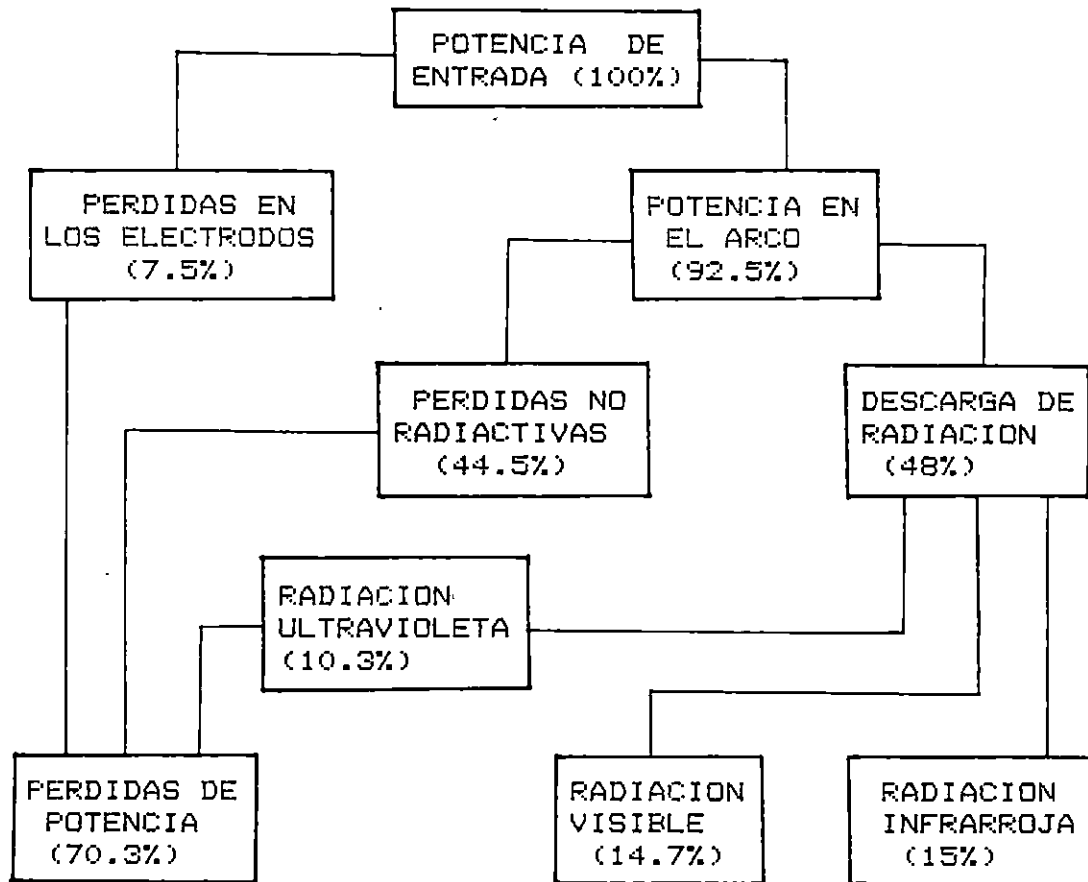 POTENCIA DE
ENTRADA (100%)
PERDIDAS EN
LOS ELECTRODOS
(7.5%)
POTENCIA EN
EL ARCO
(92.5%)
PERDIDAS NO
RADIACTIVAS
(44.5%)
DESCARGA DE
RADIACION
(48%)
RADIACION
ULTRAVIOLETA
(10.3%)
PERDIDAS DE
POTENCIA
(70.3%)
RADIACION
VISIBLE
(14.7%)
RADIACION
INFRARROJA
(15%)